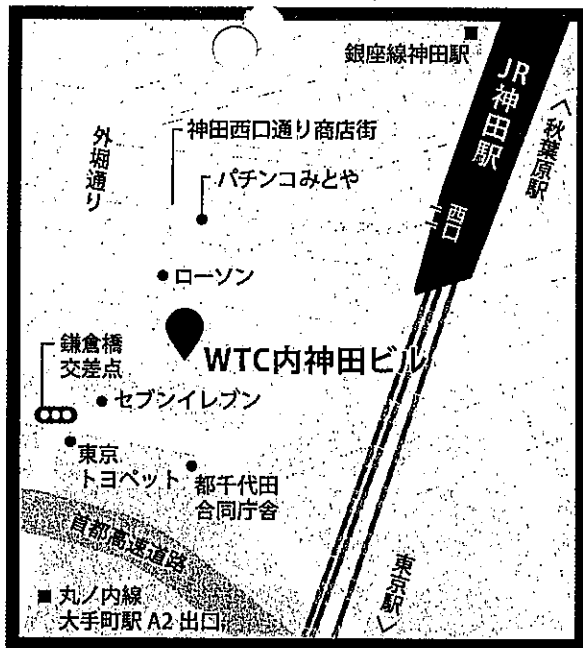 銀座線神田駅
JR神田駅
西口
〈 秋葉原駅
外堀通り
神田西口通り商店街
パチンコみとや
ローソン
WTC内神田ビル
鎌倉橋
交差点
セブンイレブン
東京
トヨペット
都千代田
合同庁舎
首都高速道路
丸ノ内線
大手町駅 A2 出口
東京駅 〉